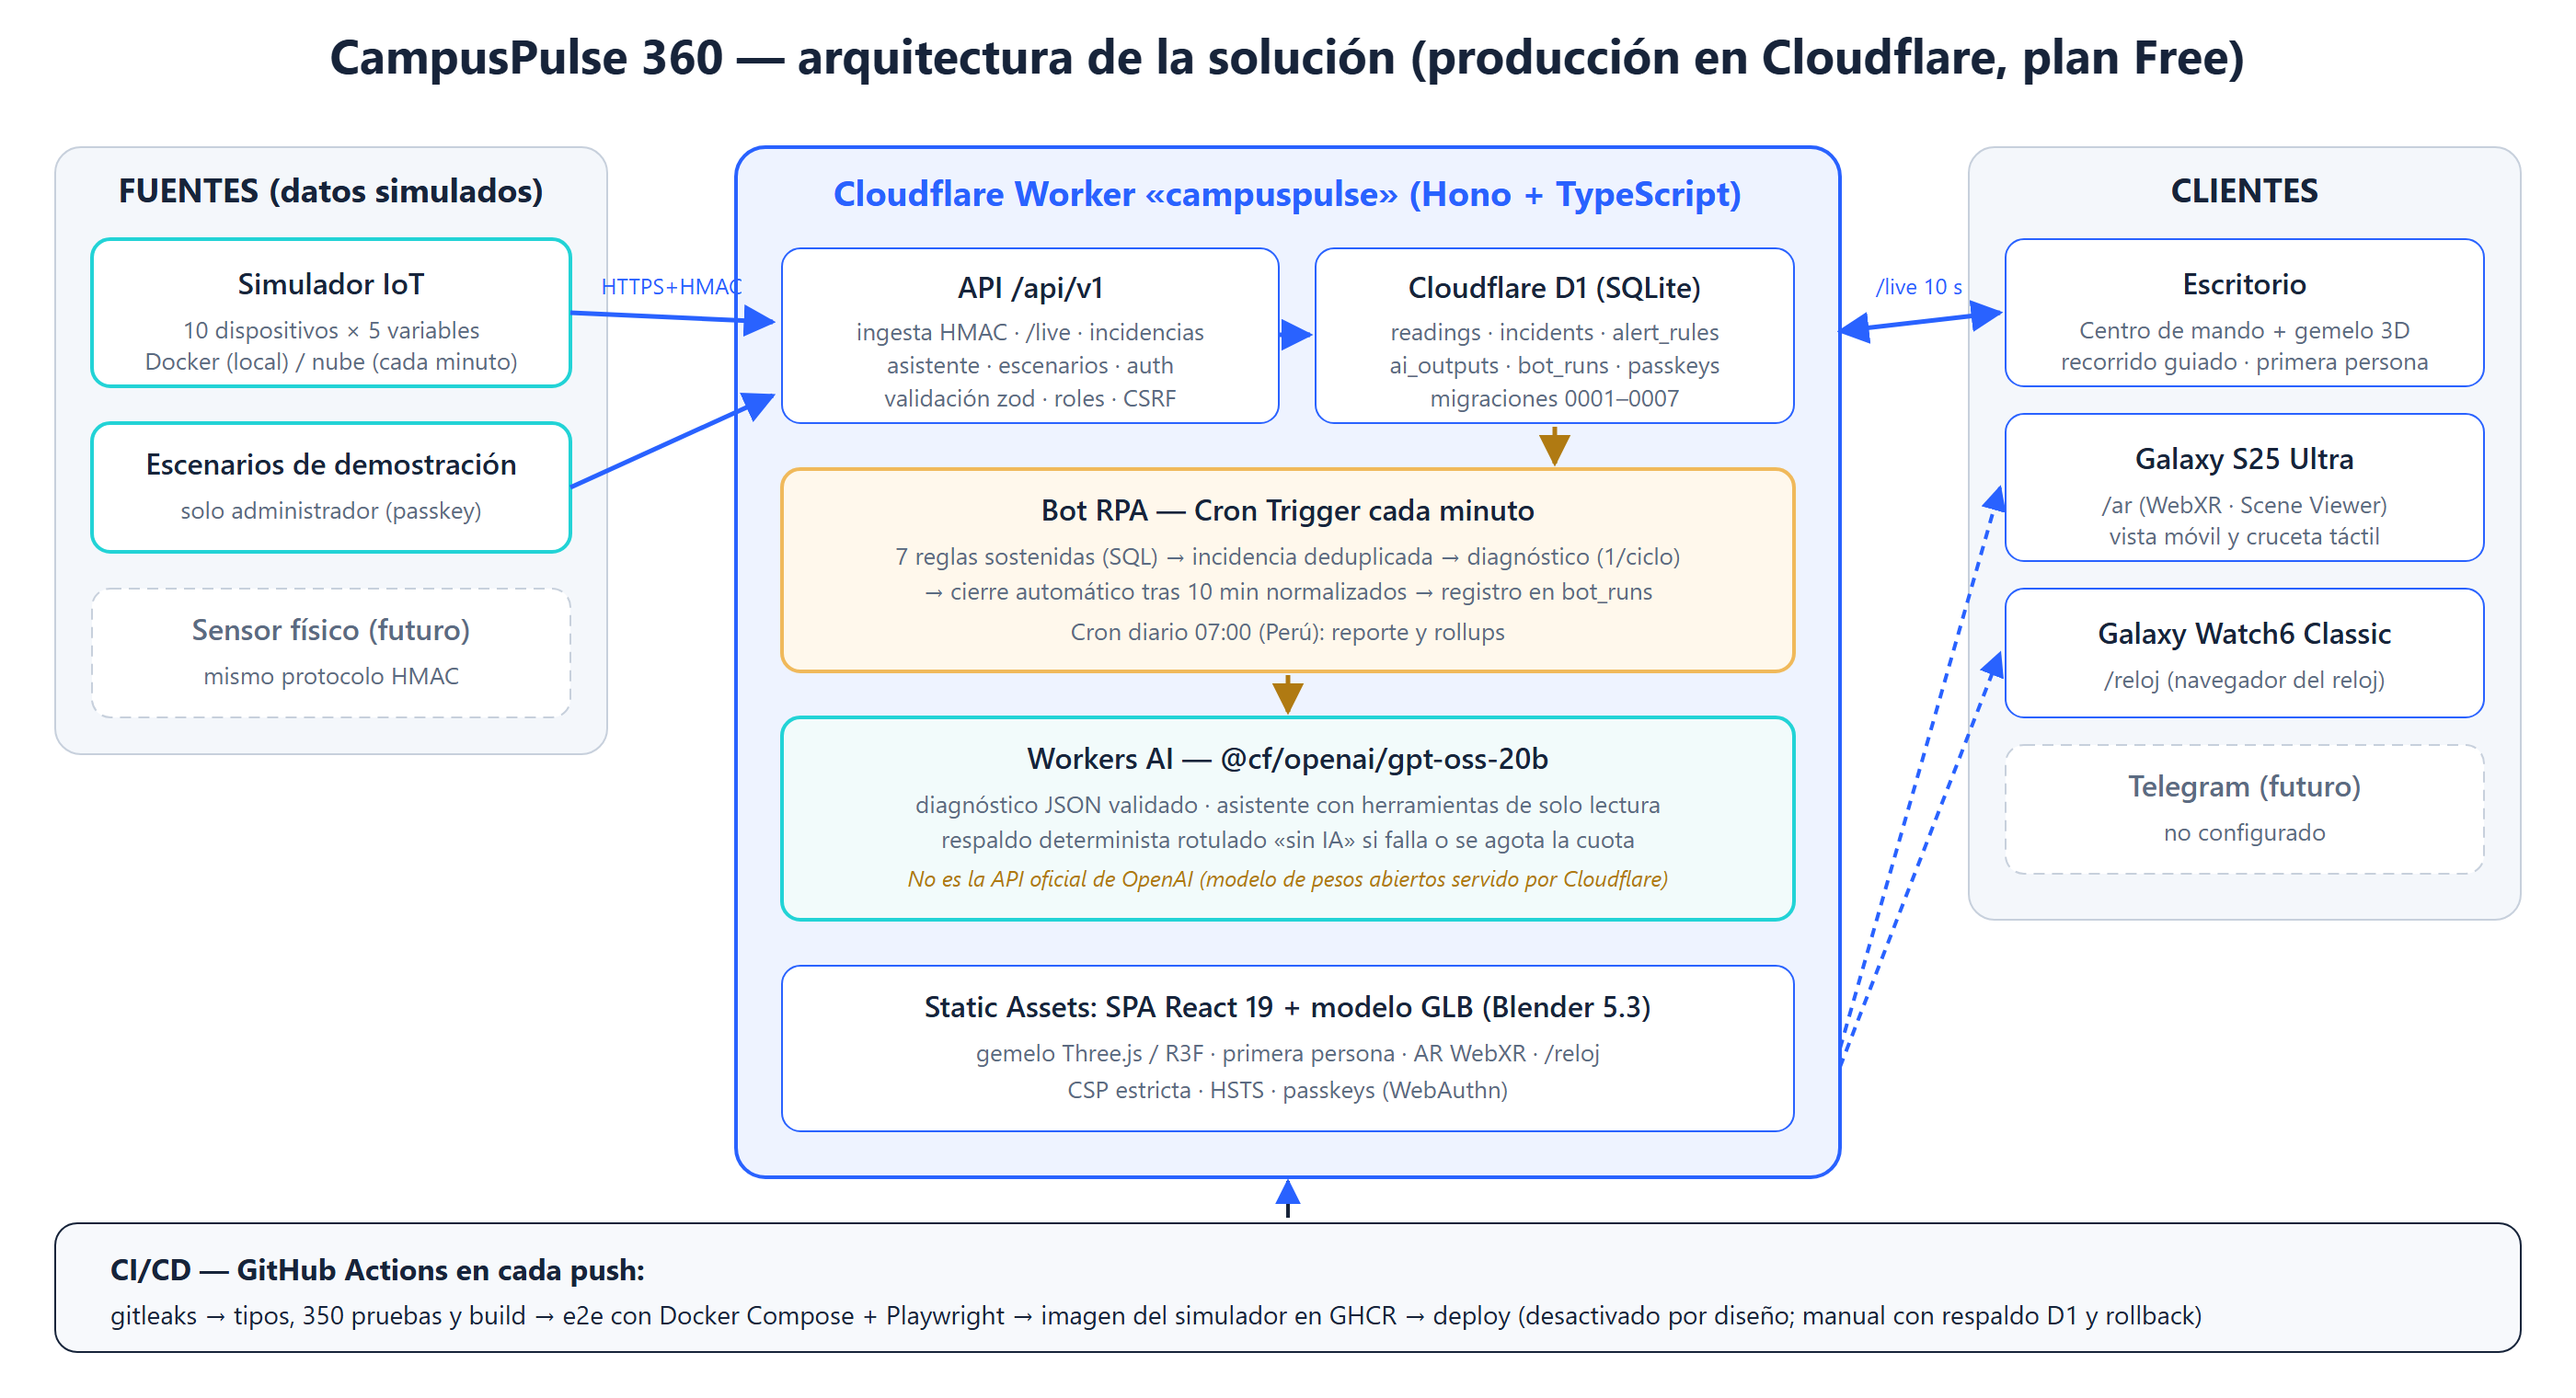 CampusPulse 360 — arquitectura de la solución (producción en Cloudflare, plan Free)
FUENTES (datos simulados)
Simulador IoT
10 dispositivos × 5 variables
Docker (local) / nube (cada minuto)
Escenarios de demostración
solo administrador (passkey)
Sensor físico (futuro)
mismo protocolo HMAC
HTTPS+HMAC
Cloudflare Worker «campuspulse» (Hono + TypeScript)
API /api/v1
ingesta HMAC · /live · incidencias
asistente · escenarios · auth
validación zod · roles · CSRF
Cloudflare D1 (SQLite)
readings · incidents · alert_rules
ai_outputs · bot_runs · passkeys
migraciones 0001–0007
Bot RPA — Cron Trigger cada minuto
7 reglas sostenidas (SQL) → incidencia deduplicada → diagnóstico (1/ciclo)
→ cierre automático tras 10 min normalizados → registro en bot_runs
Cron diario 07:00 (Perú): reporte y rollups
Workers AI — @cf/openai/gpt-oss-20b
diagnóstico JSON validado · asistente con herramientas de solo lectura
respaldo determinista rotulado «sin IA» si falla o se agota la cuota
No es la API oficial de OpenAI (modelo de pesos abiertos servido por Cloudflare)
Static Assets: SPA React 19 + modelo GLB (Blender 5.3)
gemelo Three.js / R3F · primera persona · AR WebXR · /reloj
CSP estricta · HSTS · passkeys (WebAuthn)
/live 10 s
CLIENTES
Escritorio
Centro de mando + gemelo 3D
recorrido guiado · primera persona
Galaxy S25 Ultra
/ar (WebXR · Scene Viewer)
vista móvil y cruceta táctil
Galaxy Watch6 Classic
/reloj (navegador del reloj)
Telegram (futuro)
no configurado
CI/CD — GitHub Actions en cada push:
gitleaks → tipos, 350 pruebas y build → e2e con Docker Compose + Playwright → imagen del simulador en GHCR → deploy (desactivado por diseño; manual con respaldo D1 y rollback)